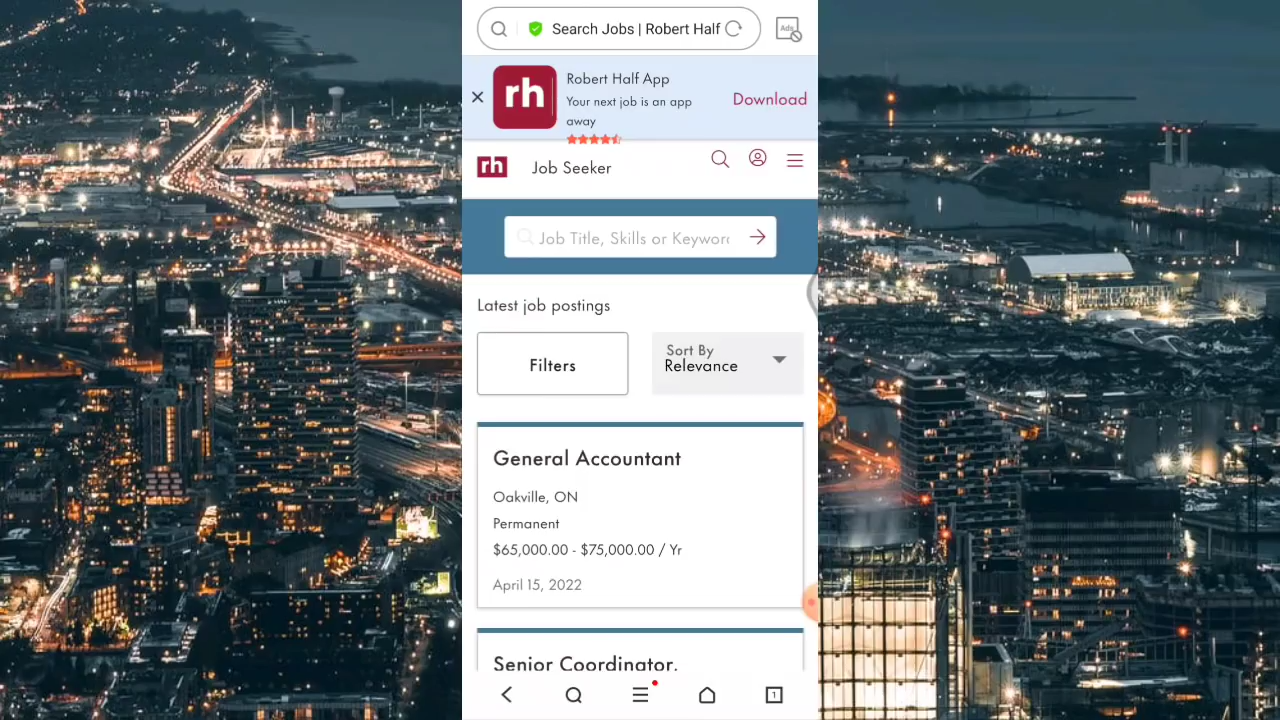 Search Jobs | Robert Half
Ads
rh
Robert Half App
Your next job is an app
away
Download
rh
Job Seeker
Job Title, Skills or Keyword
Latest job postings
Filters
Sort By
Relevance
General Accountant
Oakville, ON
Permanent
$65,000.00 - $75,000.00 / Yr
April 15, 2022
Senior Coordinator,
1